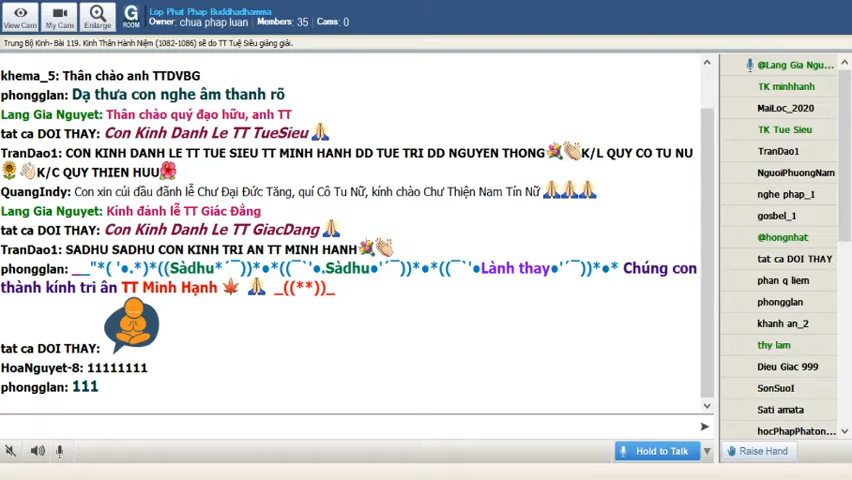 View Cam
My Cam
Enlarge
G
ROOM
Lop Phat Phap Buddhadhamma
Owner: chua phap luan Members: 35 Cams: 0
Trung Bộ Kinh- Bài 119. Kinh Thân Hành Niệm (1082-1086) sẽ do TT Tuệ Siêu giảng giải.
khema_5: Thân chào anh TTDVBG
phongglan: Dạ thưa con nghe âm thanh rõ
Lang Gia Nguyet: Thân chào quý đạo hữu, anh TT
tat ca DOI THAY: Con Kinh Danh Le TT TueSieu 🙏
TranDao1: CON KINH DANH LE TT TUE SIEU TT MINH HANH DD TUE TRI DD NGUYEN THONG💐👏K/L QUY CO TU NU
🌻👏K/C QUY THIEN HUU🌺
QuangIndy: Con xin cúi đầu đãnh lễ Chư Đại Đức Tăng, quí Cô Tu Nữ, kính chào Chư Thiện Nam Tín Nữ 🙏🙏🙏
Lang Gia Nguyet: Kính đảnh lễ TT Giác Đẳng
tat ca DOI THAY: Con Kinh Danh Le TT GiacDang 🙏
TranDao1: SADHU SADHU CON KINH TRI AN TT MINH HANH💐👏
phongglan: __"*( '•.*)*((Sàdhu*´¯))*•*((¯`'•.Sàdhu•'´¯))*•*((¯`'•Lành thay•'´¯))*•* Chúng con
thành kính tri ân TT Minh Hạnh 🍁 🙏 _((**))_
tat ca DOI THAY:
HoaNguyet-8: 11111111
phongglan: 111
@Lang Gia Ngu...
TK minhhanh
MaiLoc_2020
TK Tue Sieu
TranDao1
NguoiPhuongNam
nghe phap_1
gosbel_1
@hongnhat
tat ca DOI THAY
phan q liem
phongglan
khanh an_2
thy lam
Dieu Giac 999
SonSuoI
Sati amata
hocPhapPhaton...
Hold to Talk
Raise Hand